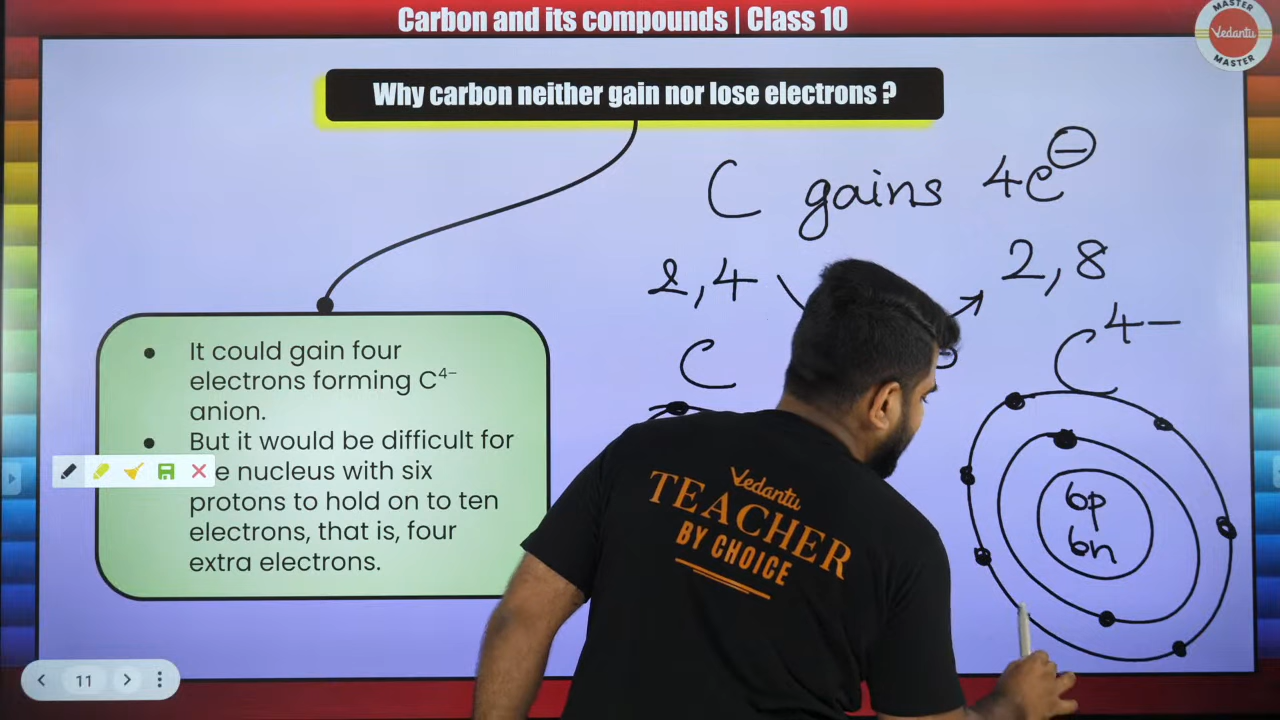 Carbon and its compounds | Class 10
MASTER
Vedantu
MASTER
Why carbon neither gain nor lose electrons ?
C gains 4e⊖
2,4
2,8
C
C⁴⁻
• It could gain four
electrons forming C⁴⁻
anion.
• But it would be difficult for
nucleus with six
protons to hold on to ten
electrons, that is, four
extra electrons.
6p
6n
Vedantu
TEACHER
BY CHOICE
11